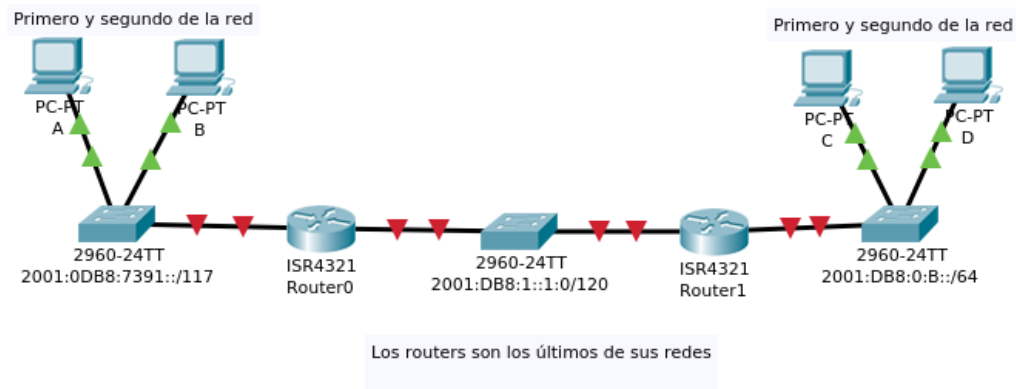 Primero y segundo de la red
Primero y segundo de la red
PC-PT
A
PC-PT
B
PC-PT
C
PC-PT
D
2960-24TT
2001:0DB8:7391::/117
ISR4321
Router0
2960-24TT
2001:DB8:1::1:0/120
ISR4321
Router1
2960-24TT
2001:DB8:0:B::/64
Los routers son los últimos de sus redes